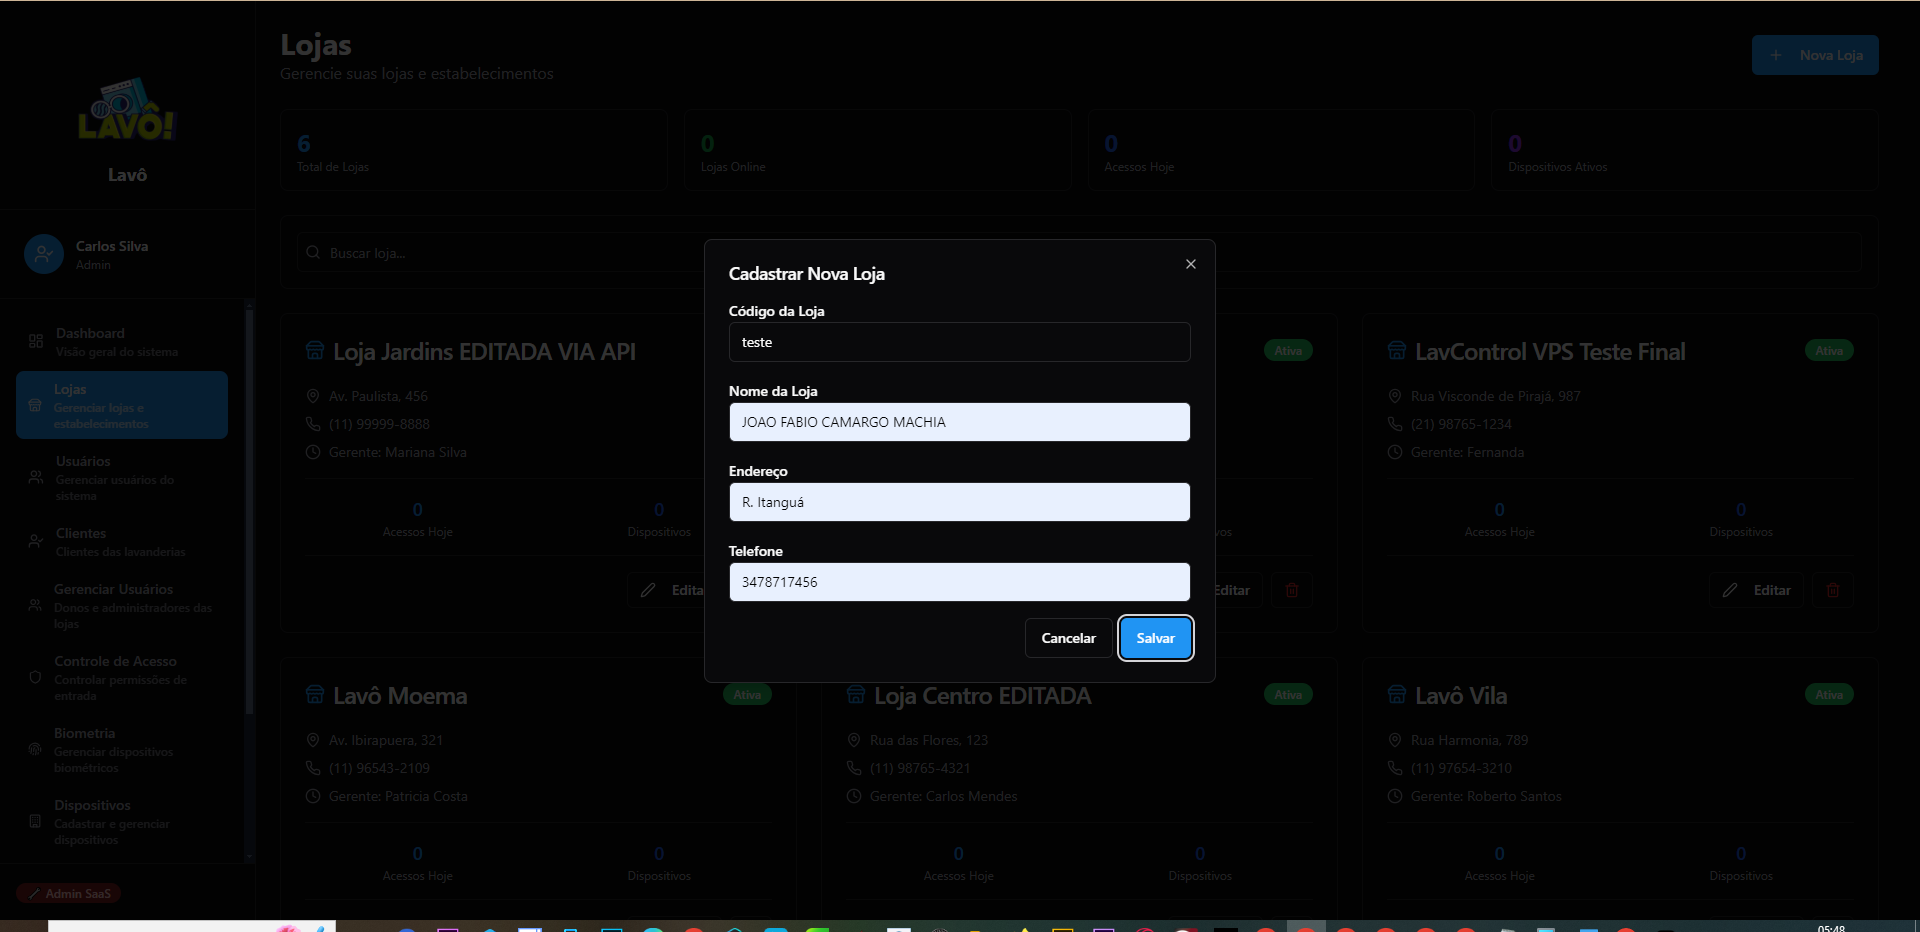 LAVÔ!
Lavô
Carlos Silva
Admin
Dashboard
Visão geral do sistema
Lojas
Gerenciar lojas e
estabelecimentos
Usuários
Gerenciar usuários do
sistema
Clientes
Clientes das lavanderias
Gerenciar Usuários
Donos e administradores das
lojas
Controle de Acesso
Controlar permissões de
entrada
Biometria
Gerenciar dispositivos
biométricos
Dispositivos
Cadastrar e gerenciar
dispositivos
Admin SaaS
Lojas
Gerencie suas lojas e estabelecimentos
+ Nova Loja
6
Total de Lojas
0
Lojas Online
0
Acessos Hoje
0
Dispositivos Ativos
Buscar loja...
Cadastrar Nova Loja
Código da Loja
teste
Nome da Loja
JOAO FABIO CAMARGO MACHIA
Endereço
R. Itanguá
Telefone
3478717456
Cancelar
Salvar
Loja Jardins EDITADA VIA API
Av. Paulista, 456
(11) 99999-8888
Gerente: Mariana Silva
0
Acessos Hoje
0
Dispositivos
Edita
Ativa
vos
Editar
LavControl VPS Teste Final
Ativa
Rua Visconde de Pirajá, 987
(21) 98765-1234
Gerente: Fernanda
0
Acessos Hoje
0
Dispositivos
Editar
Lavô Moema
Ativa
Av. Ibirapuera, 321
(11) 96543-2109
Gerente: Patricia Costa
0
Acessos Hoje
0
Dispositivos
Loja Centro EDITADA
Ativa
Rua das Flores, 123
(11) 98765-4321
Gerente: Carlos Mendes
0
Acessos Hoje
0
Dispositivos
Lavô Vila
Ativa
Rua Harmonia, 789
(11) 97654-3210
Gerente: Roberto Santos
0
Acessos Hoje
0
Dispositivos
05:48